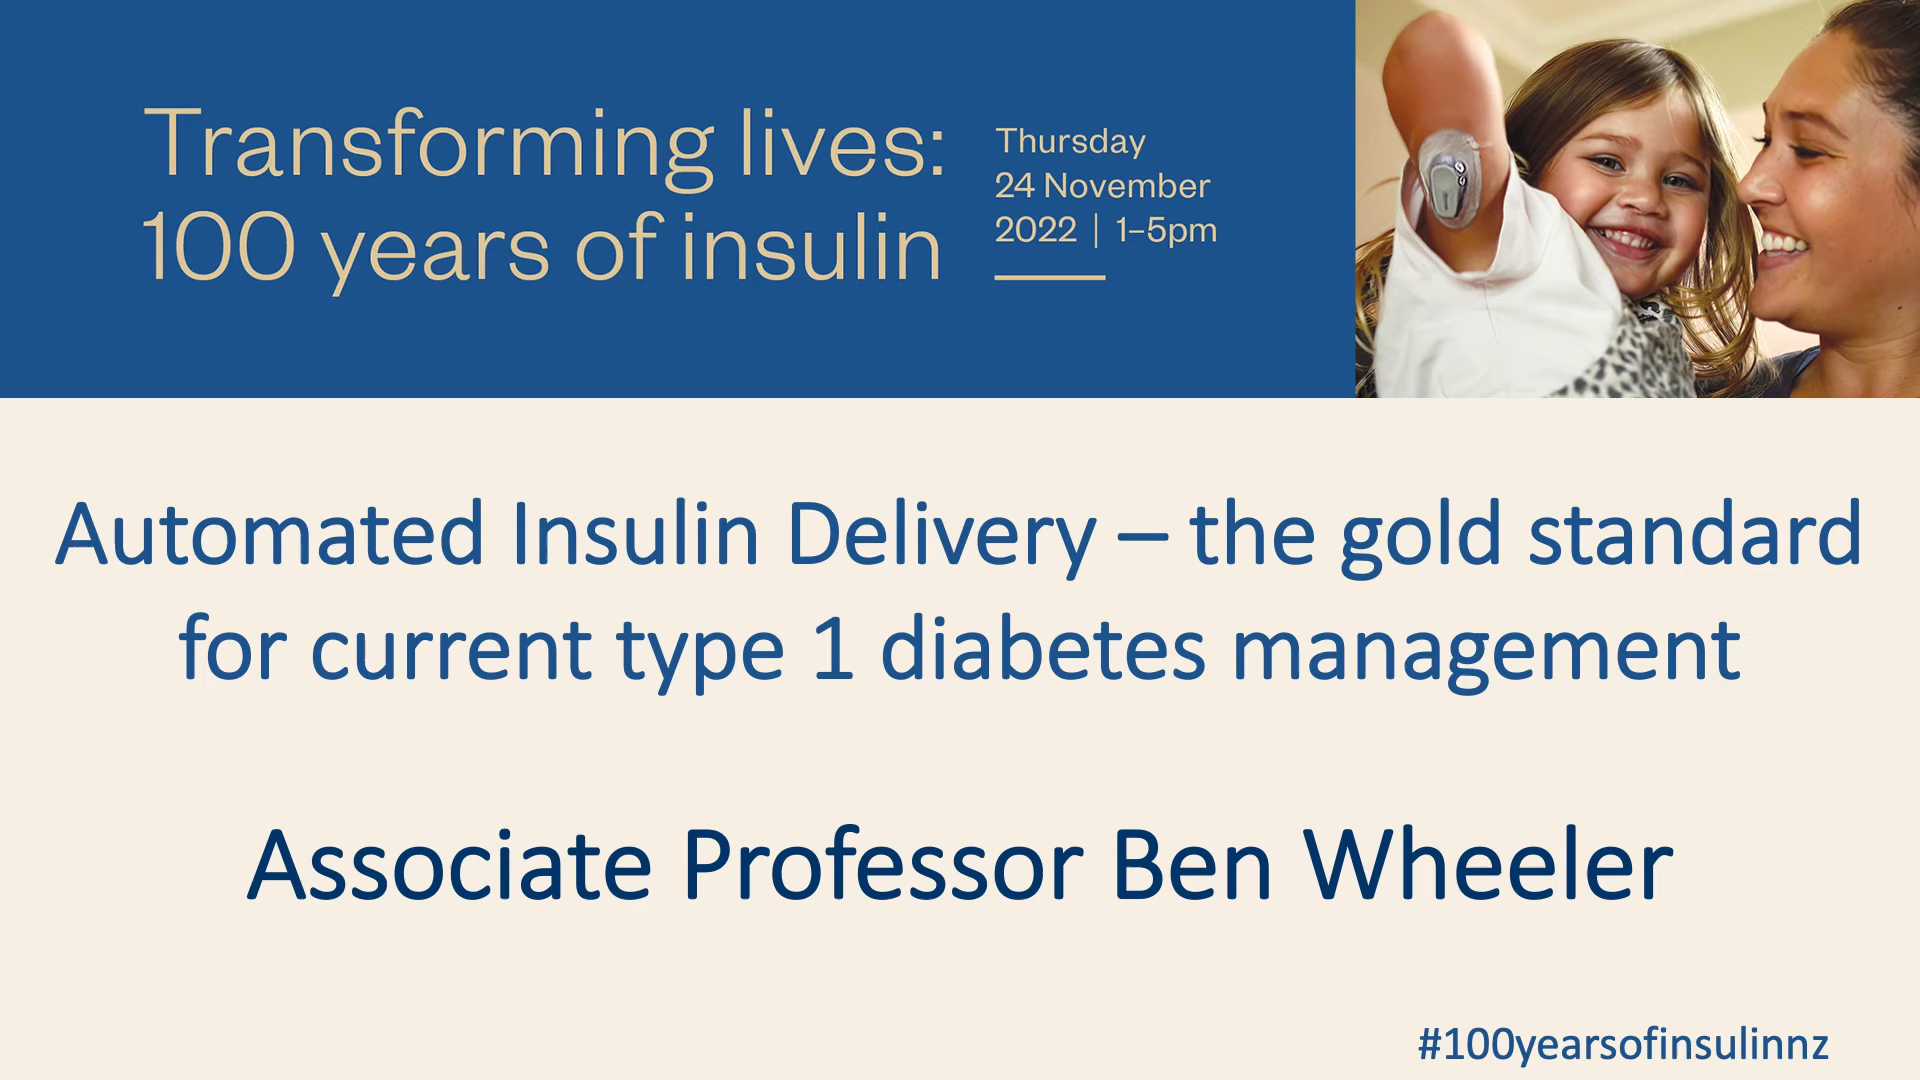 Transforming lives:
100 years of insulin
Thursday
24 November
2022 | 1–5pm
Automated Insulin Delivery – the gold standard
for current type 1 diabetes management
Associate Professor Ben Wheeler
#100yearsofinsulinnz